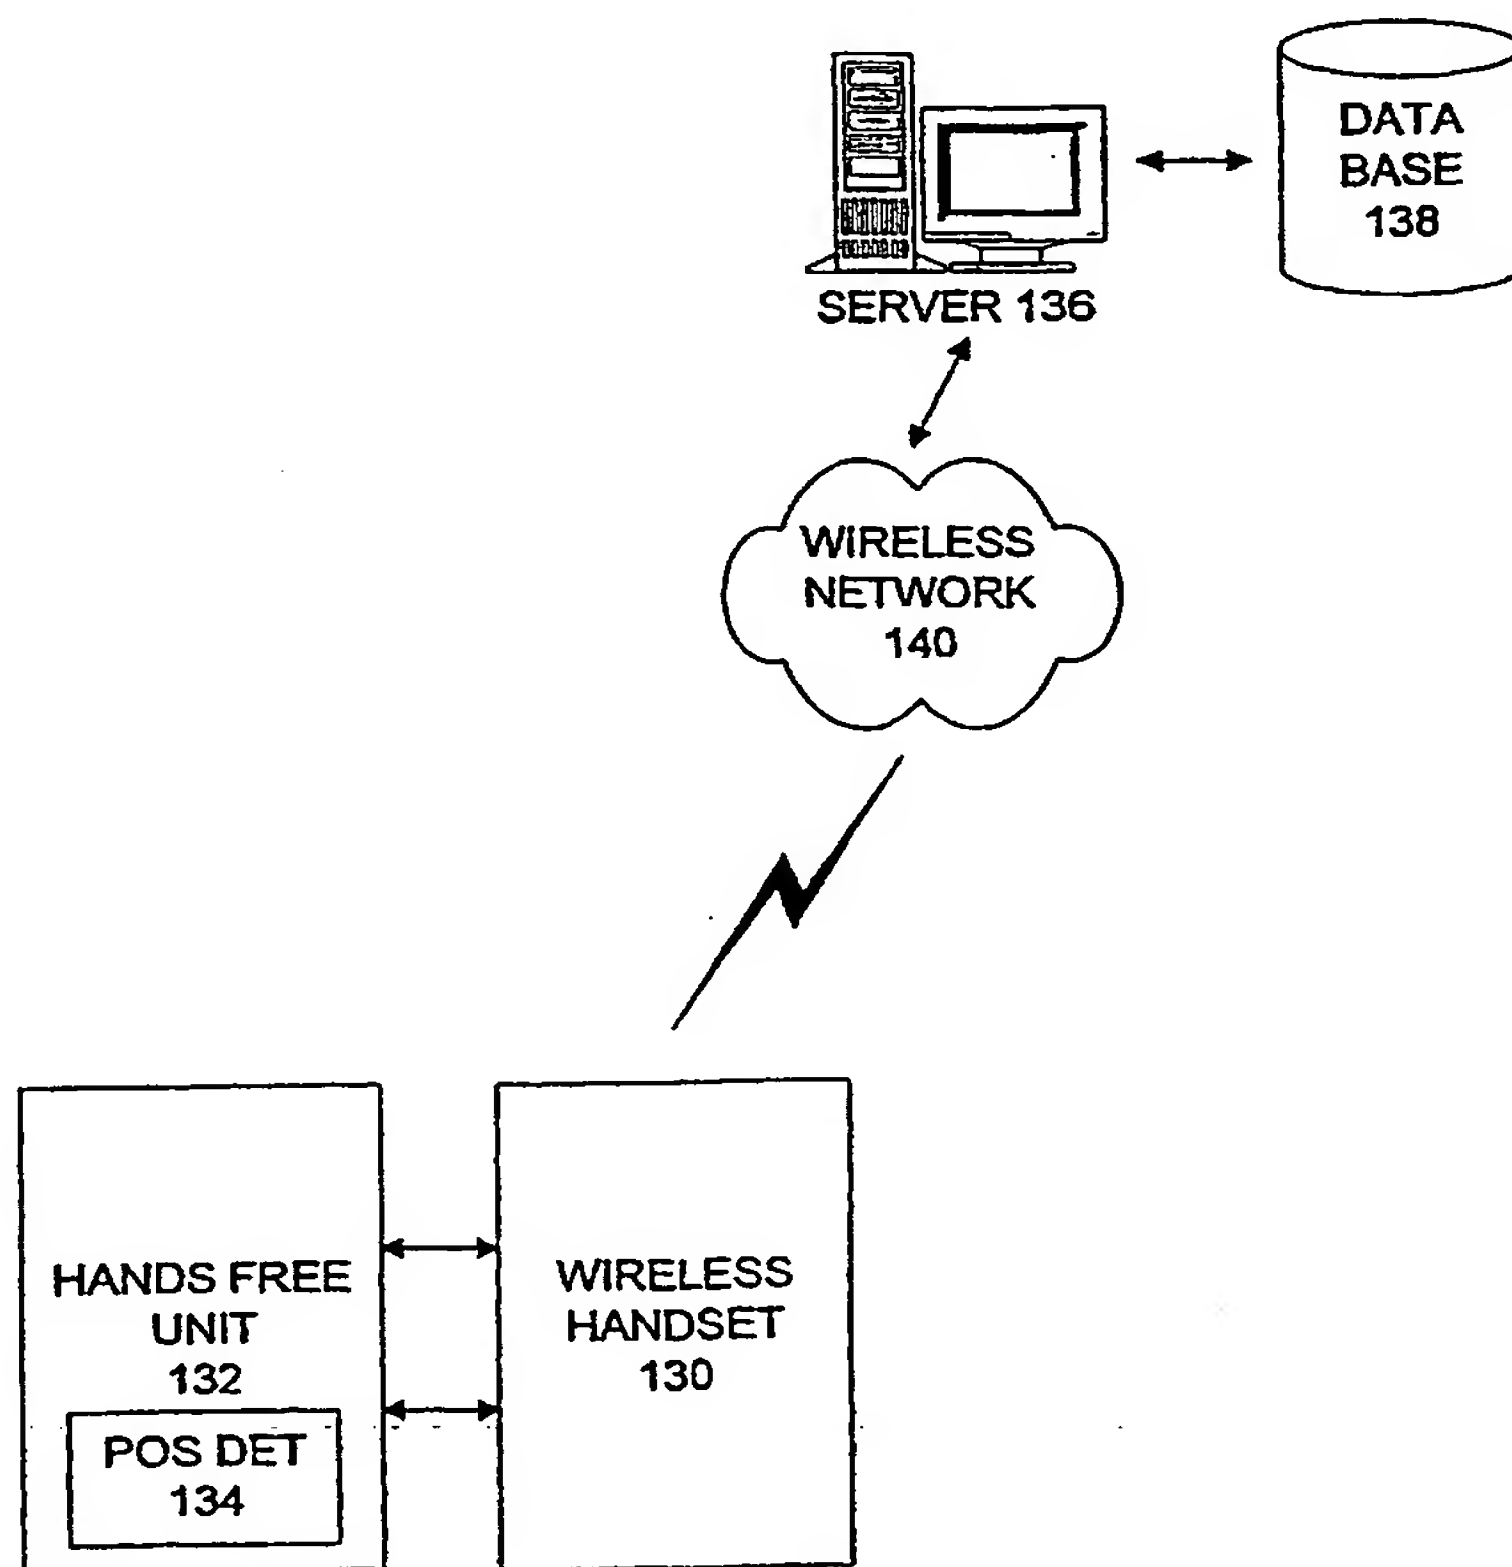 DATA
BASE
138
SERVER 136
WIRELESS
NETWORK
140
HANDS FREE
UNIT
132
POS DET
134
WIRELESS
HANDSET
130